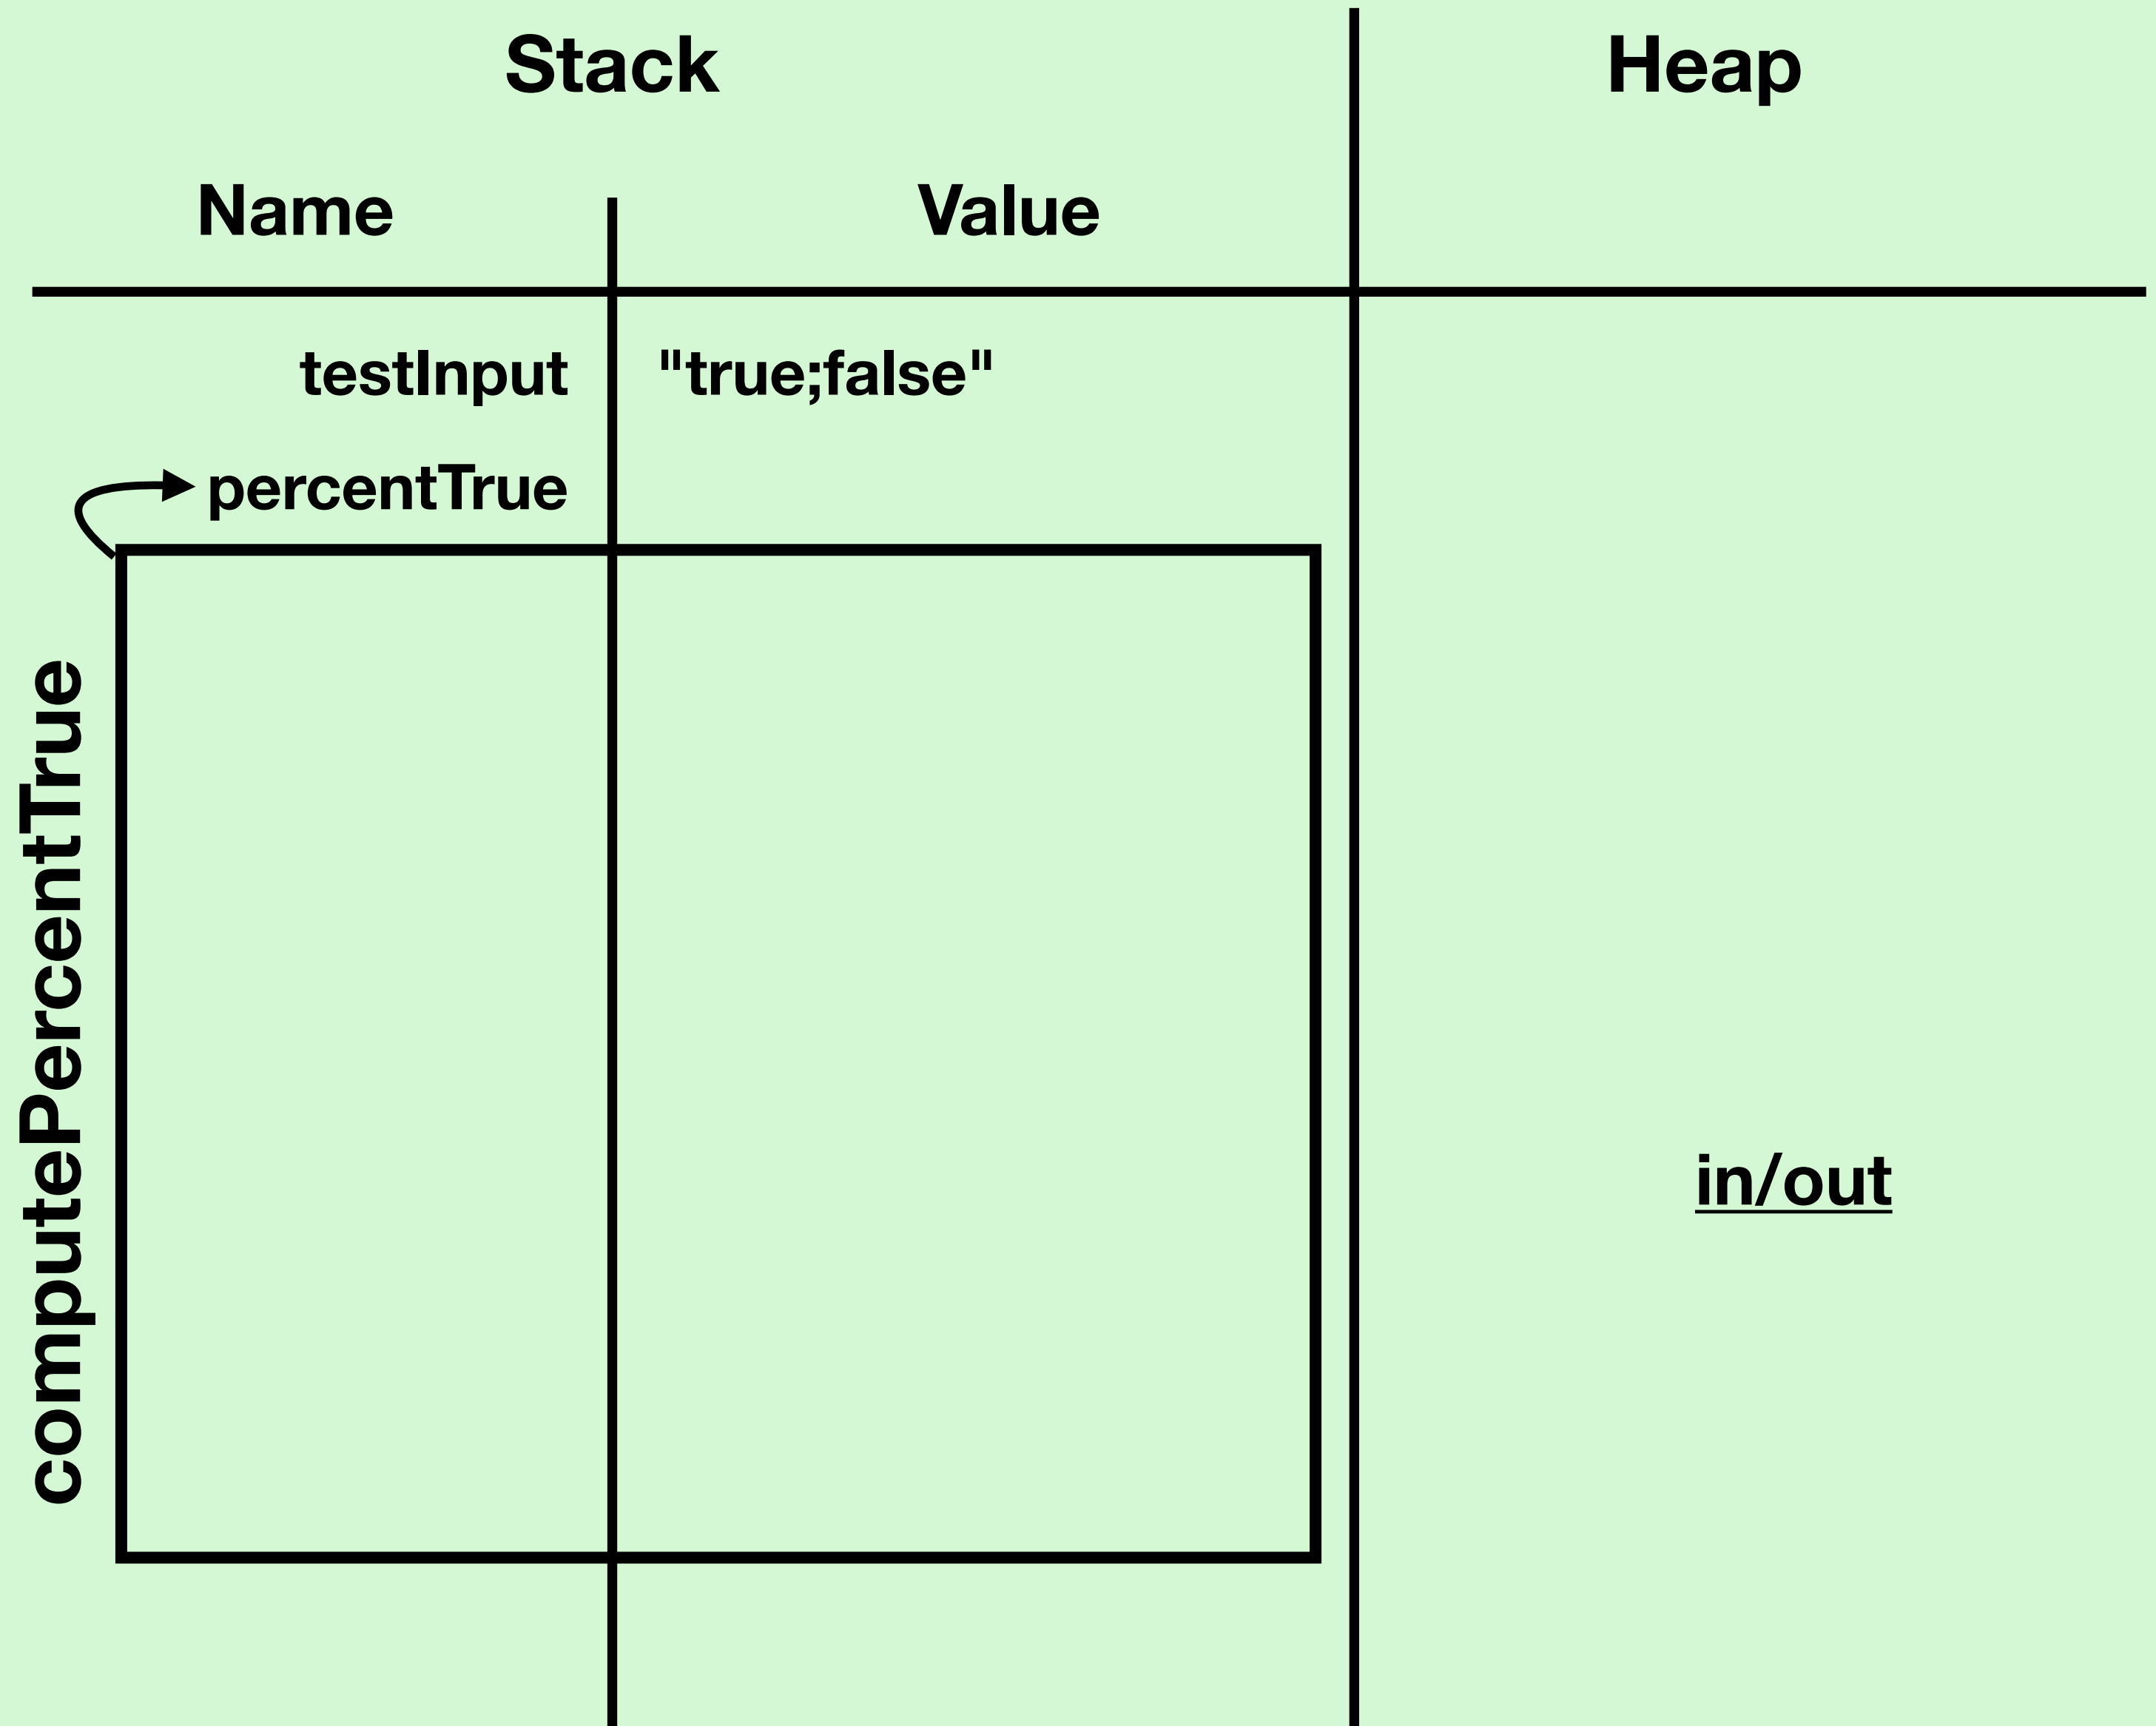 Stack
Heap
Name
Value
testInput
"true;false"
percentTrue
computePercentTrue
in/out